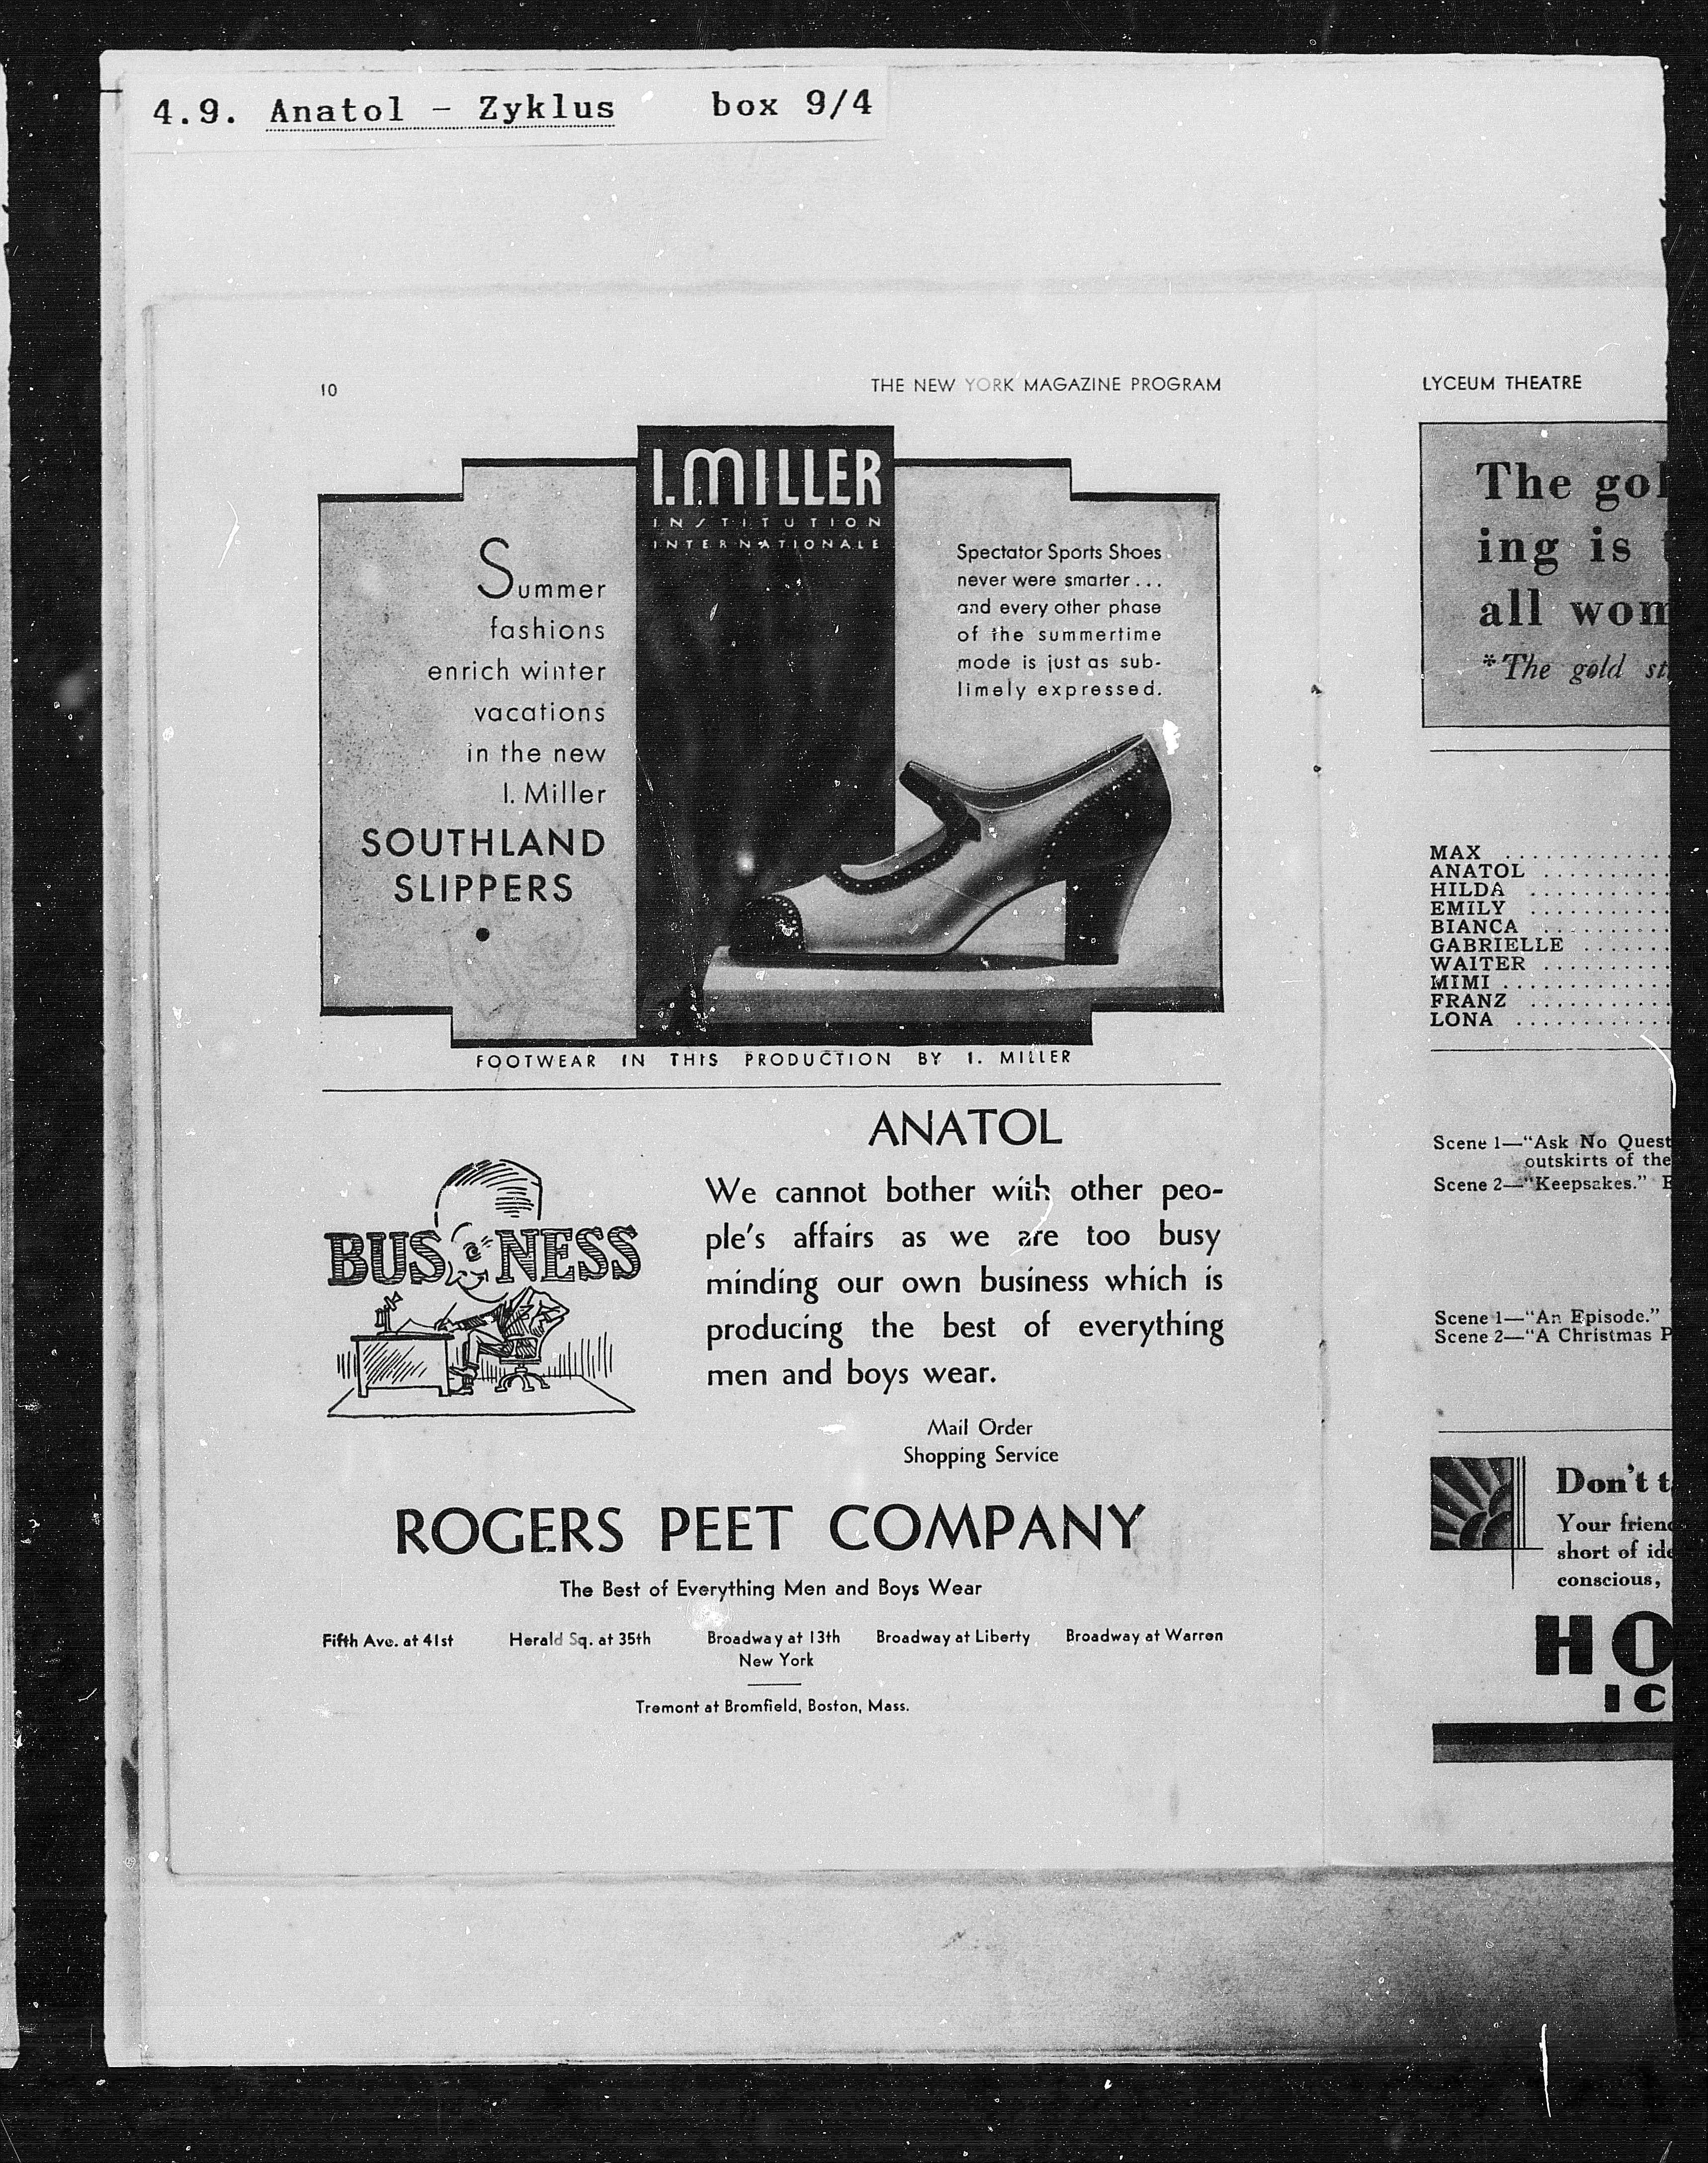 4.9. Anatol - Zyklus box 9/4
10 THE NEW YORK MAGAZINE PROGRAM
I. MILLER
INSTITUTION
INTERNATIONALE
Summer
fashions
enrich winter
vacations
in the new
I. Miller
SOUTHLAND
SLIPPERS
Spectator Sports Shoes
never were smarter...
and every other phase
of the summertime
mode is just as sub-
limely expressed.
FOOTWEAR IN THIS PRODUCTION BY I. MILLER
BUSINESS
ANATOL
We cannot bother with other peo-
ple's affairs as we are too busy
minding our own business which is
producing the best of everything
men and boys wear.
Mail Order
Shopping Service
ROGERS PEET COMPANY
The Best of Everything Men and Boys Wear
Fifth Ave. at 41st Herald Sq. at 35th Broadway at 13th Broadway at Liberty Broadway at Warren
New York
Tremont at Bromfield, Boston, Mass.
LYCEUM THEATRE
The gol
ing is
all wom
*The gold st
MAX ..........
ANATOL ..........
HILDA ..........
EMILY ..........
BIANCA ..........
GABRIELLE ..........
WAITER ..........
MIMI ..........
FRANZ ..........
LONA ..........
Scene 1—"Ask No Quest
outskirts of the
Scene 2—"Keepsakes." E
Scene 1—"An Episode."
Scene 2—"A Christmas P
Don't t
Your frien
short of ide
conscious,
HO
IC